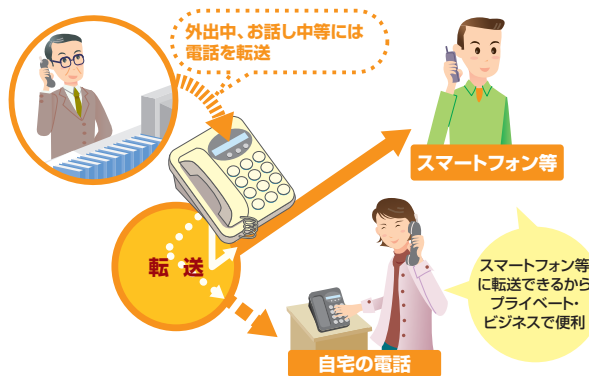 外出中、お話し中等には
電話を転送
スマートフォン等
転送
スマートフォン等
に転送できるから
プライベート・
ビジネスで便利
自宅の電話